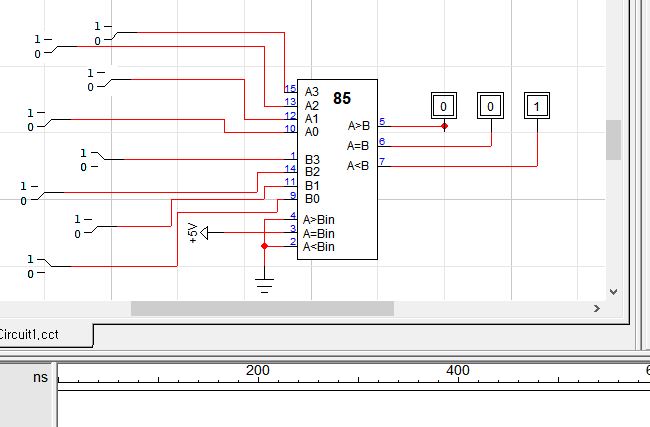 1
0
1
0
1
0
1
0
1
0
1
0
1
0
1
0
85
15 A3
13 A2
12 A1
10 A0
1 B3
14 B2
11 B1
9 B0
4 A>Bin
3 A=Bin
2 A<Bin
A>B 5
A=B 6
A<B 7
0 0 1
+5V
Circuit1.cct
ns
200 400 6